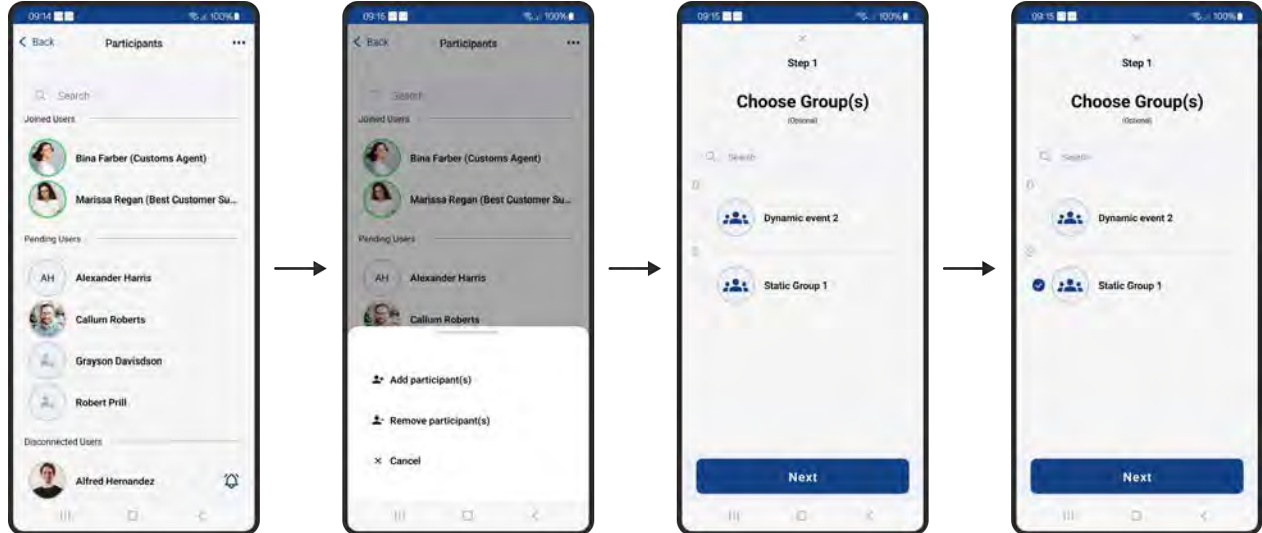 09:14 100%
Back Participants
Search
Joined Users
Bina Farber (Customs Agent)
Marissa Regan (Best Customer Su...
Pending Users
AH Alexander Harris
Callum Roberts
Grayson Davisdson
Robert Prill
Disconnected Users
Alfred Hernandez
09:15 100%
Back Participants
Search
Joined Users
Bina Farber (Customs Agent)
Marissa Regan (Best Customer Su...
Pending Users
AH Alexander Harris
Callum Roberts
Add participant(s)
Remove participant(s)
Cancel
09:15 100%
Step 1
Choose Group(s)
(Optional)
Search
D
Dynamic event 2
S
Static Group 1
Next
09:15 100%
Step 1
Choose Group(s)
(Optional)
Search
D
Dynamic event 2
S
Static Group 1
Next